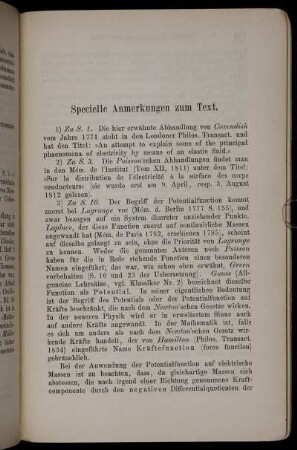 Specielle Anmerkungen zum Text.
1) Zu S. 1. Die hier erwähnte Abhandlung von Cavendish
vom Jahre 1771 steht in den Londoner Philos. Transact. und
hat den Titel: »An attempt to explain some of the principal
phaenomena of electricity by means of an elastic fluid.«
2) Zu S. 3. Die Poisson'schen Abhandlungen findet man
in den Mém. de l'Institut (Tom XII, 1811) unter dem Titel:
»Sur la distribution de l'électricité à la surface des corps
conducteurs« (sie wurde erst am 9. April, resp. 3. August
1812 gelesen).
3) Zu S. 10. Der Begriff der Potentialfunction kommt
zuerst bei Lagrange vor (Mém. d. Berlin 1777 S. 155), und
zwar bezogen auf ein System discreter anziehender Punkte.
Laplace, der diese Function zuerst auf continuirliche Massen
anwendete (Mém. de Paris 1782, erschienen 1785), scheint
auf dieselbe gelangt zu sein, ohne die Priorität von Lagrange
zu kennen. Weder die genannten Autoren noch Poisson
haben für die in Rede stehende Function einen besonderen
Namen eingeführt; das war, wie schon gesagt, Green
vorbehalten (S. 10 und 23 der Uebersetzung). Gauss (All-
gemeine Lehrsätze, vgl. Klassiker Nr. 2) bezeichnet dieselbe
Function als Potential. In seiner eigentlichen Bedeutung
ist der Begriff des Potentials oder der Potentialfunction auf
Kräfte beschränkt, die nach dem Newton'schen Gesetze wirken.
In der neueren Physik wird er in erweitertem Sinne auch
auf andere Kräfte angewandt. In der Mathematik ist, falls
es sich um andere als nach dem Newton'schen Gesetz wir-
kende Kräfte handelt, der von Hamilton (Philos. Transact.
1834) eingeführte Name Kräftefunction (force function)
gebräuchlich.
Bei der Anwendung der Potentialfunction auf elektrische
Massen ist zu beachten, dass, da gleichartige Massen sich
abstossen, die nach irgend einer Richtung genommene Kraft-
componente durch den negativen Differentialquotienten der